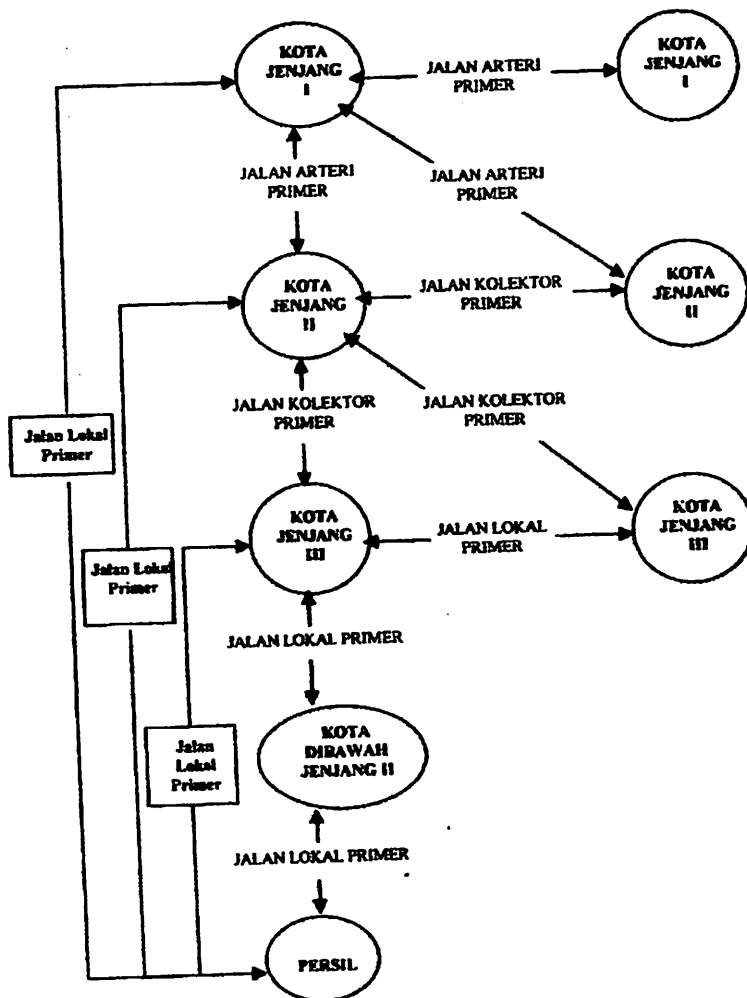 KOTA
JENJANG
I
JALAN ARTERI
PRIMER
KOTA
JENJANG
I
JALAN ARTERI
PRIMER
JALAN ARTERI
PRIMER
KOTA
JENJANG
II
JALAN KOLEKTOR
PRIMER
KOTA
JENJANG
II
JALAN KOLEKTOR
PRIMER
JALAN KOLEKTOR
PRIMER
Jalan Lokal
Primer
KOTA
JENJANG
III
JALAN LOKAL
PRIMER
KOTA
JENJANG
III
Jalan Lokal
Primer
JALAN LOKAL PRIMER
Jalan
Lokal
Primer
KOTA
DIBAWAH
JENJANG II
JALAN LOKAL PRIMER
PERSIL